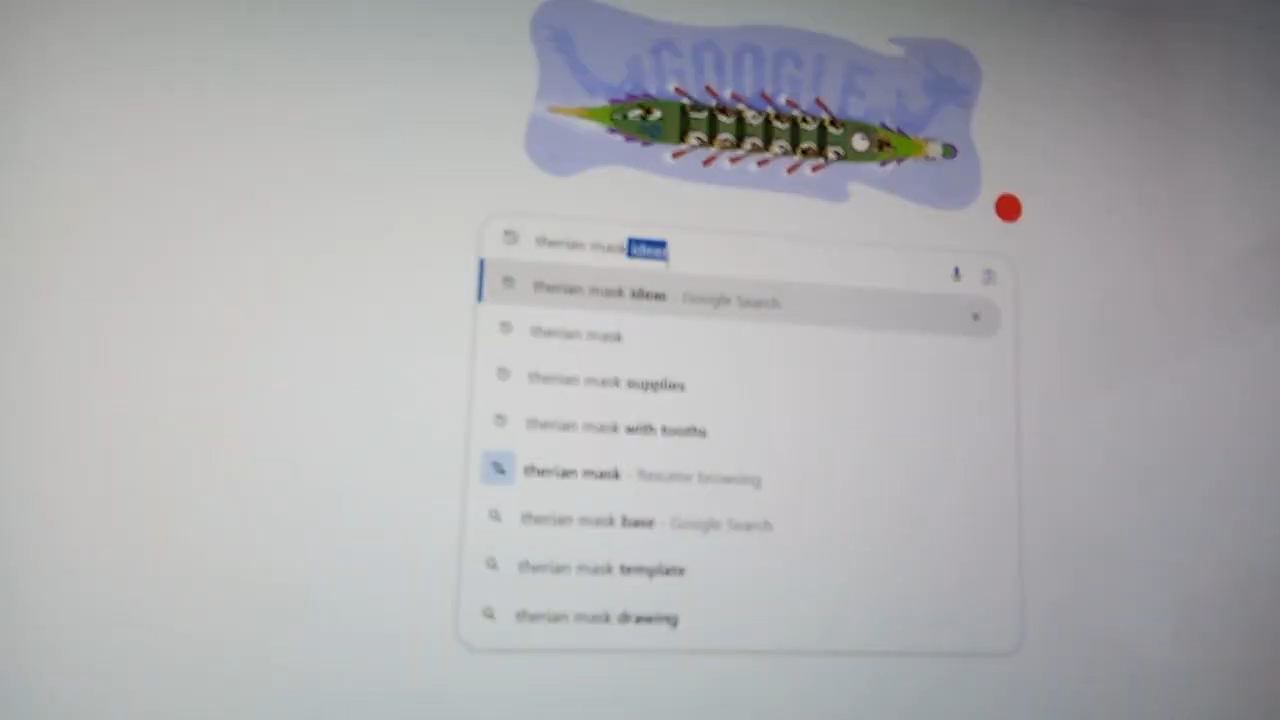 GOOGLE
therian mask ideas
therian mask ideas - Google Search
therian mask
therian mask supplies
therian mask with tooths
therian mask - Resume browsing
therian mask base - Google Search
therian mask template
therian mask drawing